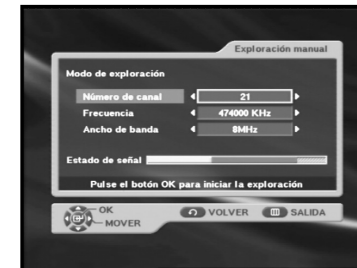 Exploración manual
Modo de exploración
Número de canal 21
Frecuencia 474000 KHz
Ancho de banda 8MHz
Estado de señal
Pulse el botón OK para iniciar la exploración
OK
MOVER
VOLVER
SALIDA